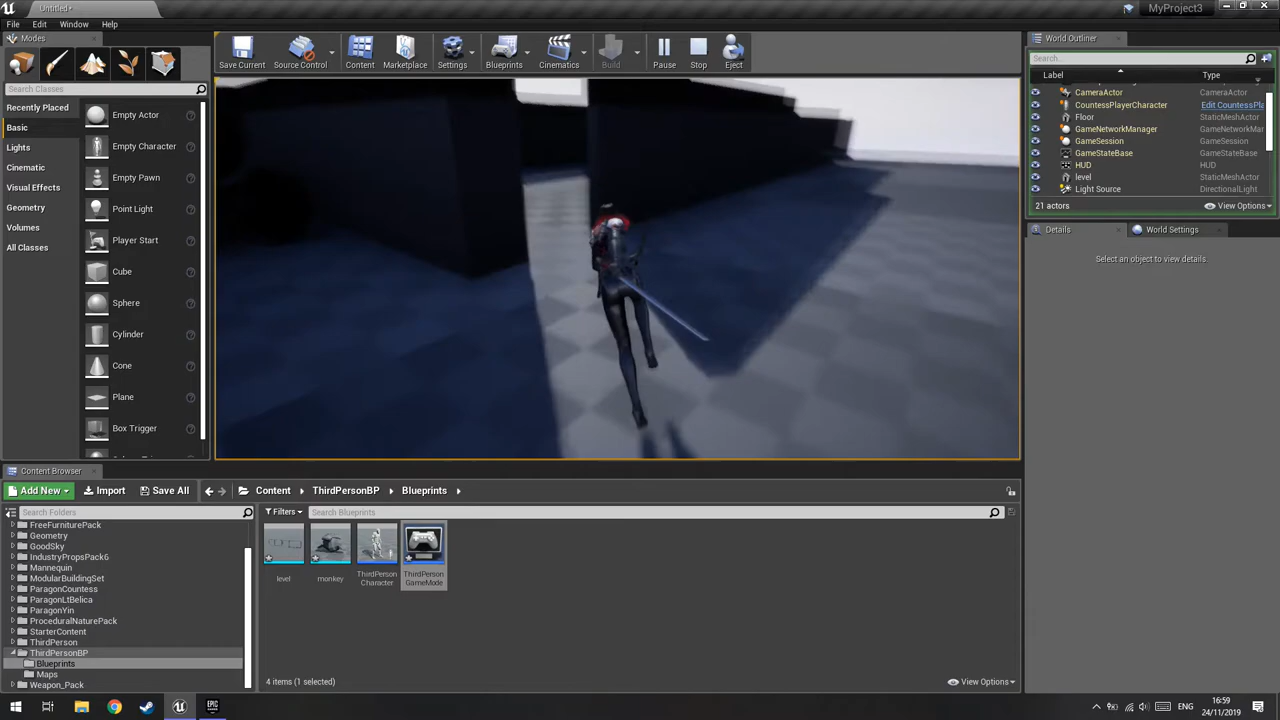 Untitled*
MyProject3
File Edit Window Help
Modes
Search Classes
Recently Placed
Basic
Lights
Cinematic
Visual Effects
Geometry
Volumes
All Classes
Empty Actor
Empty Character
Empty Pawn
Point Light
Player Start
Cube
Sphere
Cylinder
Cone
Plane
Box Trigger
Save Current
Source Control
Content
Marketplace
Settings
Blueprints
Cinematics
Build
Pause
Stop
Eject
World Outliner
Search...
Label Type
CameraActor CameraActor
CountessPlayerCharacter Edit CountessPla
Floor StaticMeshActor
GameNetworkManager GameNetworkMar
GameSession GameSession
GameStateBase GameStateBase
HUD HUD
level StaticMeshActor
Light Source DirectionalLight
21 actors View Options
Details World Settings
Select an object to view details.
Content Browser
Add New Import Save All Content ThirdPersonBP Blueprints
Search Folders
Filters Search Blueprints
FreeFurniturePack
Geometry
GoodSky
IndustryPropsPack6
Mannequin
ModularBuildingSet
ParagonCountess
ParagonLtBelica
ParagonYin
ProceduralNaturePack
StarterContent
ThirdPerson
ThirdPersonBP
Blueprints
Maps
Weapon_Pack
level
monkey
ThirdPerson
Character
ThirdPerson
GameMode
4 items (1 selected) View Options
ENG
16:59
24/11/2019